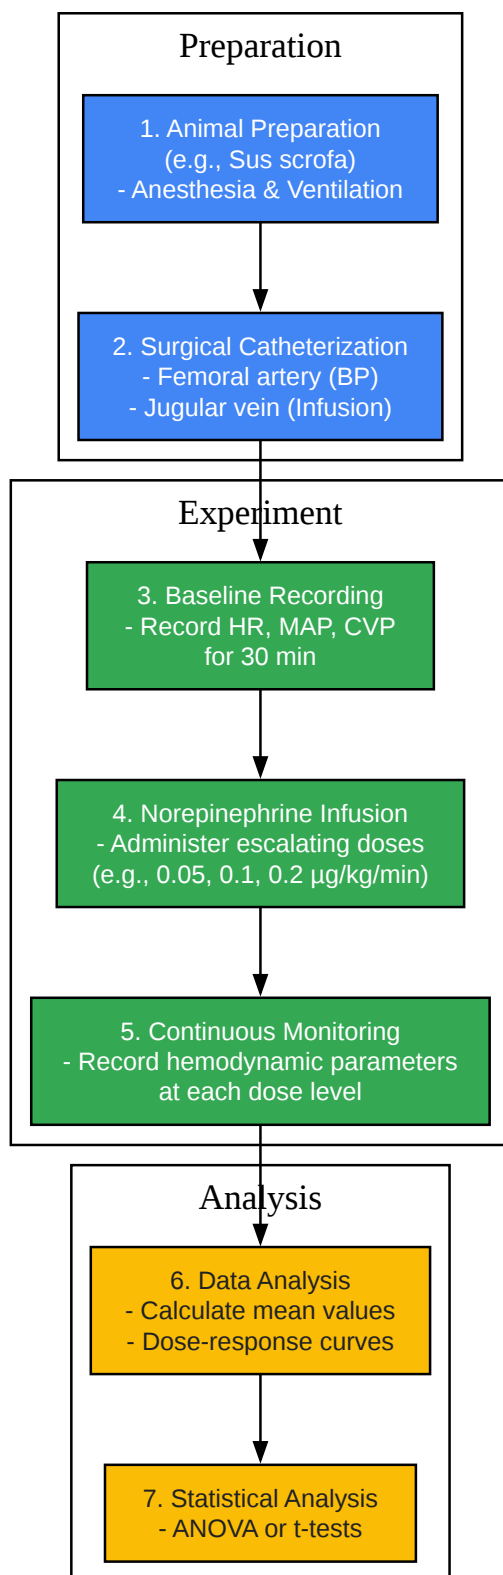 Preparation
1. Animal Preparation
(e.g., Sus scrofa)
- Anesthesia & Ventilation
2. Surgical Catheterization
- Femoral artery (BP)
- Jugular vein (Infusion)
Experiment
3. Baseline Recording
- Record HR, MAP, CVP
for 30 min
4. Norepinephrine Infusion
- Administer escalating doses
(e.g., 0.05, 0.1, 0.2 µg/kg/min)
5. Continuous Monitoring
- Record hemodynamic parameters
at each dose level
Analysis
6. Data Analysis
- Calculate mean values
- Dose-response curves
7. Statistical Analysis
- ANOVA or t-tests